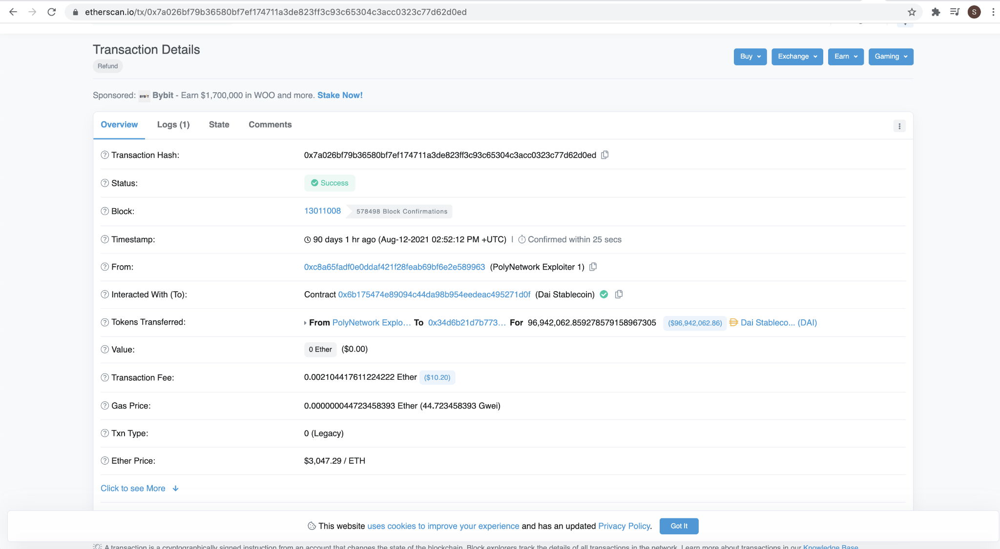 etherscan.io/tx/0x7a026bf79b36580bf7ef174711a3de823ff3c93c65304c3acc0323c77d62d0ed
S
Transaction Details
Refund
Buy
Exchange
Earn
Gaming
Sponsored: BYBIT Bybit - Earn $1,700,000 in WOO and more. Stake Now!
Overview
Logs (1)
State
Comments
Transaction Hash: 0x7a026bf79b36580bf7ef174711a3de823ff3c93c65304c3acc0323c77d62d0ed
Status: Success
Block: 13011008 578498 Block Confirmations
Timestamp: 90 days 1 hr ago (Aug-12-2021 02:52:12 PM +UTC) | Confirmed within 25 secs
From: 0xc8a65fadf0e0ddaf421f28feab69bf6e2e589963 (PolyNetwork Exploiter 1)
Interacted With (To): Contract 0x6b175474e89094c44da98b954eedeac495271d0f (Dai Stablecoin)
Tokens Transferred: From PolyNetwork Explo... To 0x34d6b21d7b773... For 96,942,062.859278579158967305 ($96,942,062.86) Dai Stableco... (DAI)
Value: 0 Ether ($0.00)
Transaction Fee: 0.002104417611224222 Ether ($10.20)
Gas Price: 0.000000044723458393 Ether (44.723458393 Gwei)
Txn Type: 0 (Legacy)
Ether Price: $3,047.29 / ETH
Click to see More
This website uses cookies to improve your experience and has an updated Privacy Policy.
Got It
A transaction is a cryptographically signed instruction from an account that changes the state of the blockchain. Block explorers track the details of all transactions in the network. Learn more about transactions in our Knowledge Base